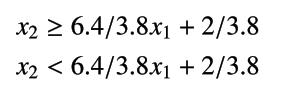 x₂ ≥ 6.4/3.8x₁ + 2/3.8
x₂ < 6.4/3.8x₁ + 2/3.8